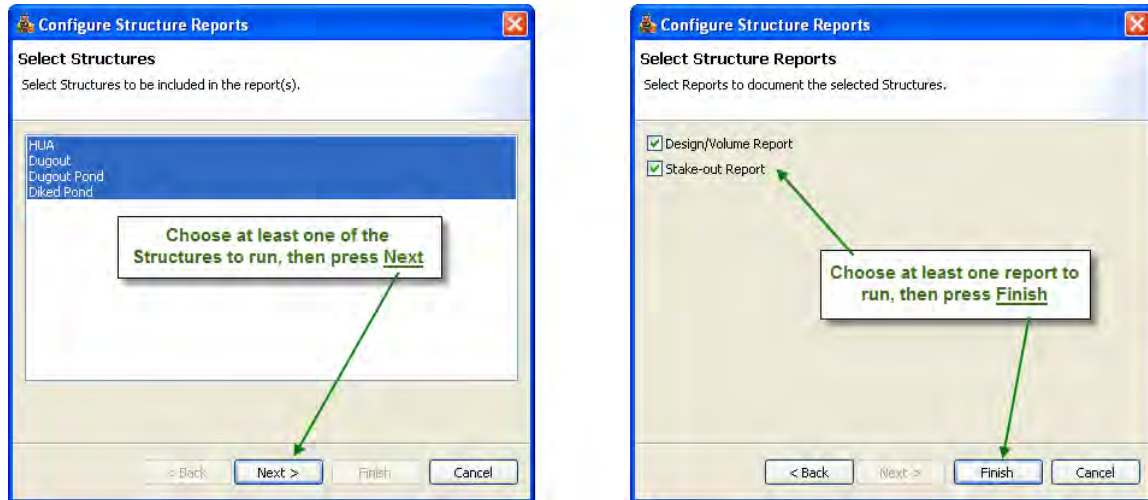 Configure Structure Reports
Select Structures
Select Structures to be included in the report(s).
HUA
Dugout
Dugout Pond
Diked Pond
Choose at least one of the
Structures to run, then press Next
< Back
Next >
Finish
Cancel
Configure Structure Reports
Select Structure Reports
Select Reports to document the selected Structures.
Design/Volume Report
Stake-out Report
Choose at least one report to
run, then press Finish
< Back
Next >
Finish
Cancel